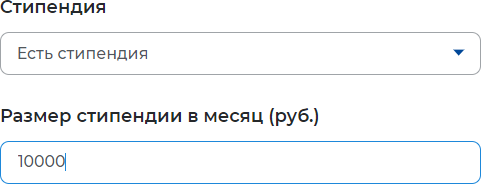 Стипендия
Есть стипендия
Размер стипендии в месяц (руб.)
10000